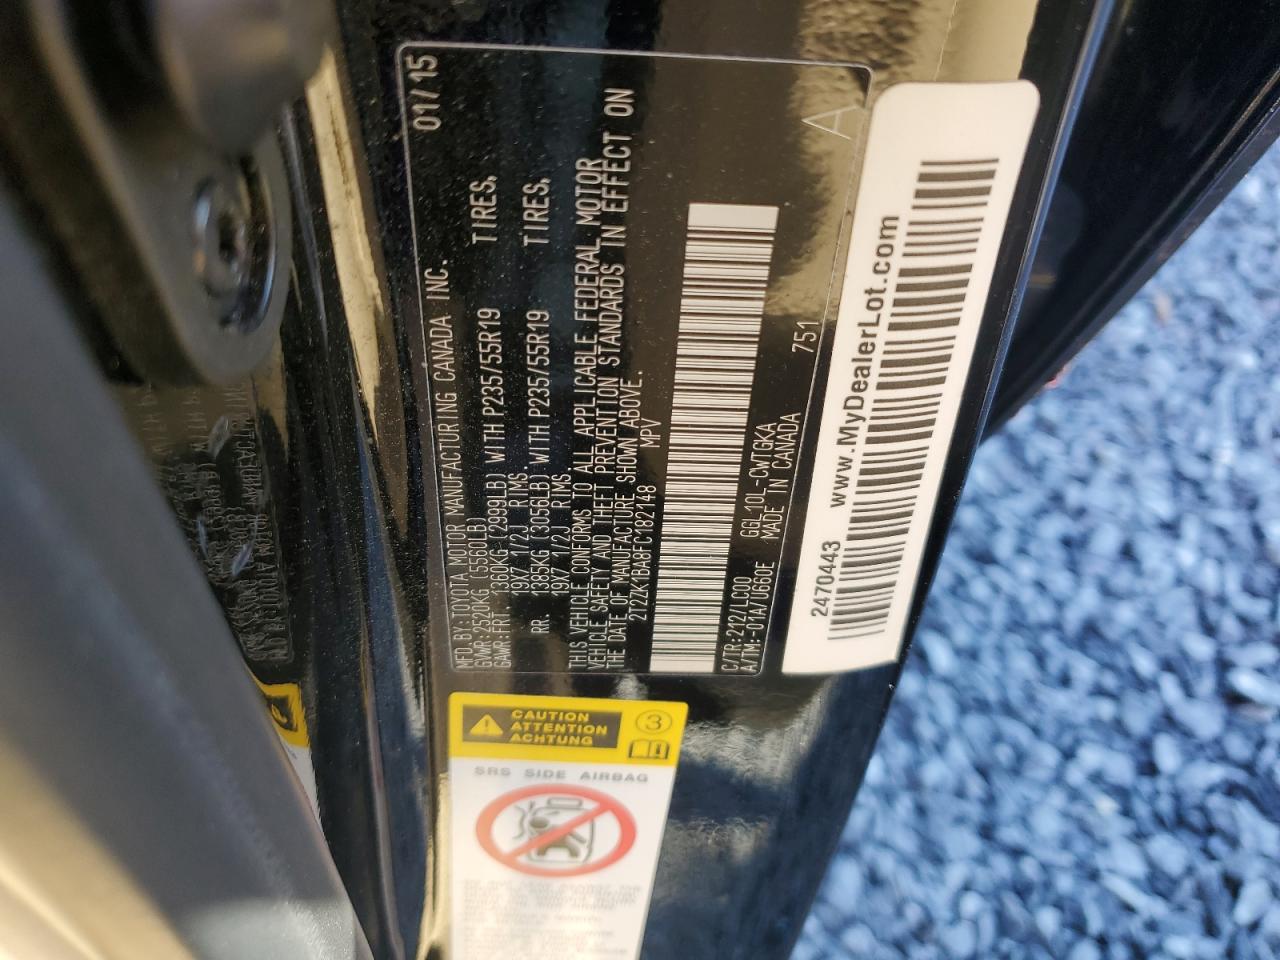 MFD. BY: TOYOTA MOTOR MANUFACTURING CANADA INC. 01/15
GVWR: 2520KG (5560LB)
GAWR: FRT. 1360KG (2999LB) WITH P235/55R19 TIRES,
19X7 1/2J RIMS.
RR. 1385KG (3056LB) WITH P235/55R19 TIRES,
19X7 1/2J RIMS.
THIS VEHICLE CONFORMS TO ALL APPLICABLE FEDERAL MOTOR
VEHICLE SAFETY AND THEFT PREVENTION STANDARDS IN EFFECT ON
THE DATE OF MANUFACTURE SHOWN ABOVE.
2T2ZK1BA8FC182148 MPV
C/TR: 212/LC00 GGL10L-CWTGKA 751
A/TM: -01A/U660E MADE IN CANADA
A
2470443 www.MyDealerLot.com
CAUTION
ATTENTION
ACHTUNG
3
SRS SIDE AIRBAG